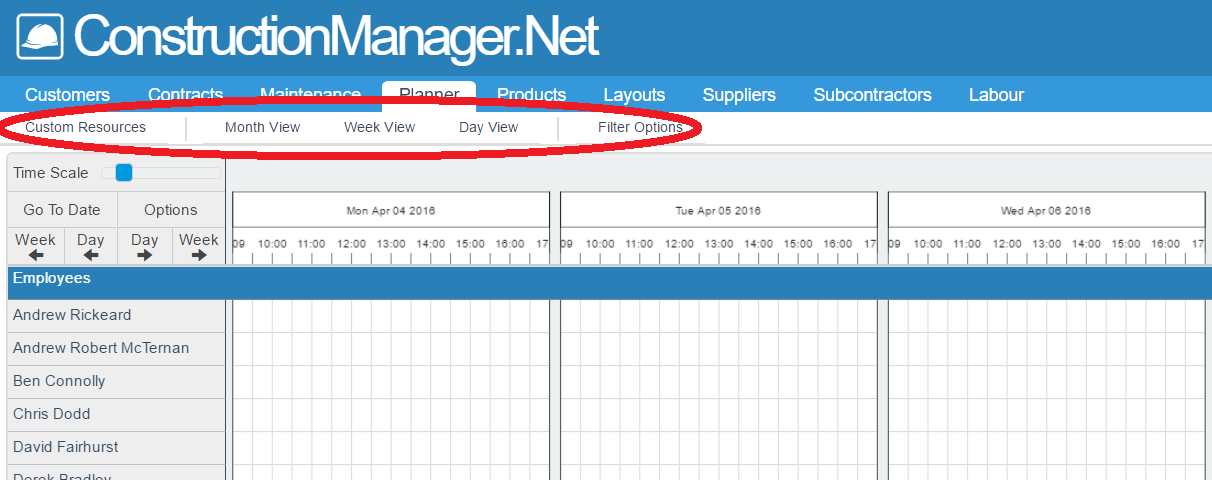 ConstructionManager.Net
Customers Contracts Maintenance Planner Products Layouts Suppliers Subcontractors Labour
Custom Resources Month View Week View Day View Filter Options
Time Scale
Go To Date Options
Mon Apr 04 2016 Tue Apr 05 2016 Wed Apr 06 2016
Week Day Day Week
09 10:00 11:00 12:00 13:00 14:00 15:00 16:00 17 09 10:00 11:00 12:00 13:00 14:00 15:00 16:00 17 09 10:00 11:00 12:00 13:00 14:00 15:00 16:00 17
Employees
Andrew Rickeard
Andrew Robert McTernan
Ben Connolly
Chris Dodd
David Fairhurst
Derek Bradley